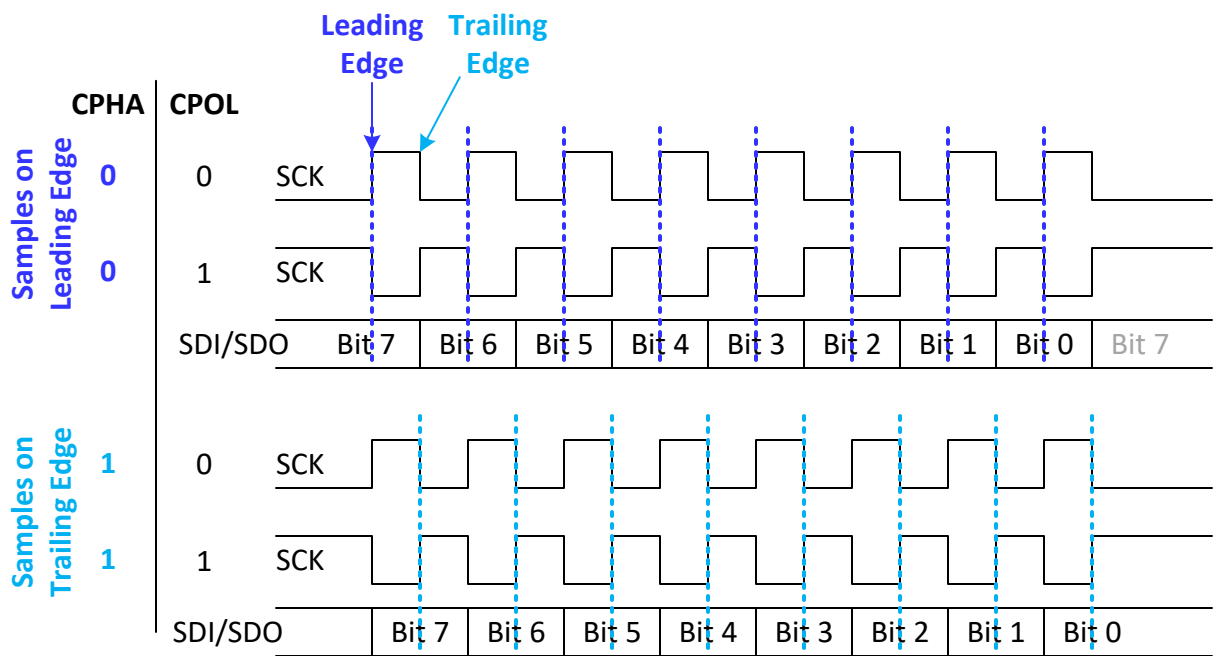 Leading Trailing
Edge Edge
CPHA CPOL
Samples on
Leading Edge
0 0 SCK
0 1 SCK
SDI/SDO Bit 7 Bit 6 Bit 5 Bit 4 Bit 3 Bit 2 Bit 1 Bit 0 Bit 7
Samples on
Trailing Edge
1 0 SCK
1 1 SCK
SDI/SDO Bit 7 Bit 6 Bit 5 Bit 4 Bit 3 Bit 2 Bit 1 Bit 0